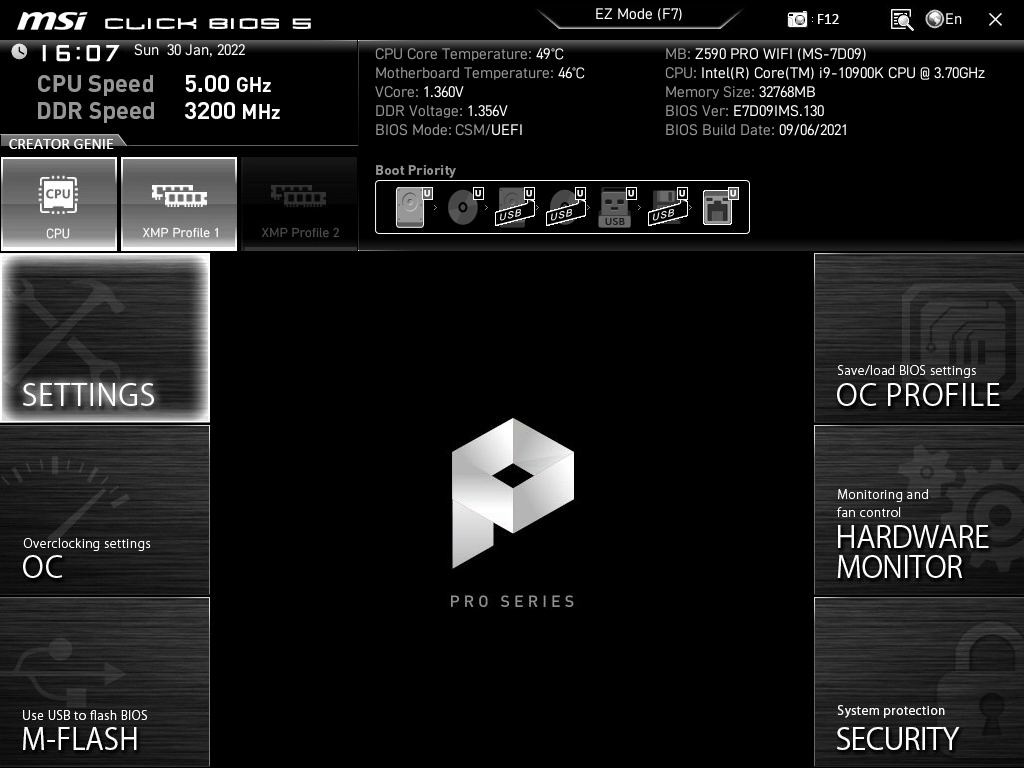 msi CLICK BIOS 5
EZ Mode (F7)
: F12
En
16:07 Sun 30 Jan, 2022
CPU Speed 5.00 GHz
DDR Speed 3200 MHz
CREATOR GENIE
CPU
CPU
XMP Profile 1
XMP Profile 2
CPU Core Temperature: 49°C
Motherboard Temperature: 46°C
VCore: 1.360V
DDR Voltage: 1.356V
BIOS Mode: CSM/UEFI
MB: Z590 PRO WIFI (MS-7D09)
CPU: Intel(R) Core(TM) i9-10900K CPU @ 3.70GHz
Memory Size: 32768MB
BIOS Ver: E7D09IMS.130
BIOS Build Date: 09/06/2021
Boot Priority
U U U U U U U
USB USB USB USB
SETTINGS
Overclocking settings
OC
Use USB to flash BIOS
M-FLASH
PRO SERIES
Save/load BIOS settings
OC PROFILE
Monitoring and
fan control
HARDWARE
MONITOR
System protection
SECURITY